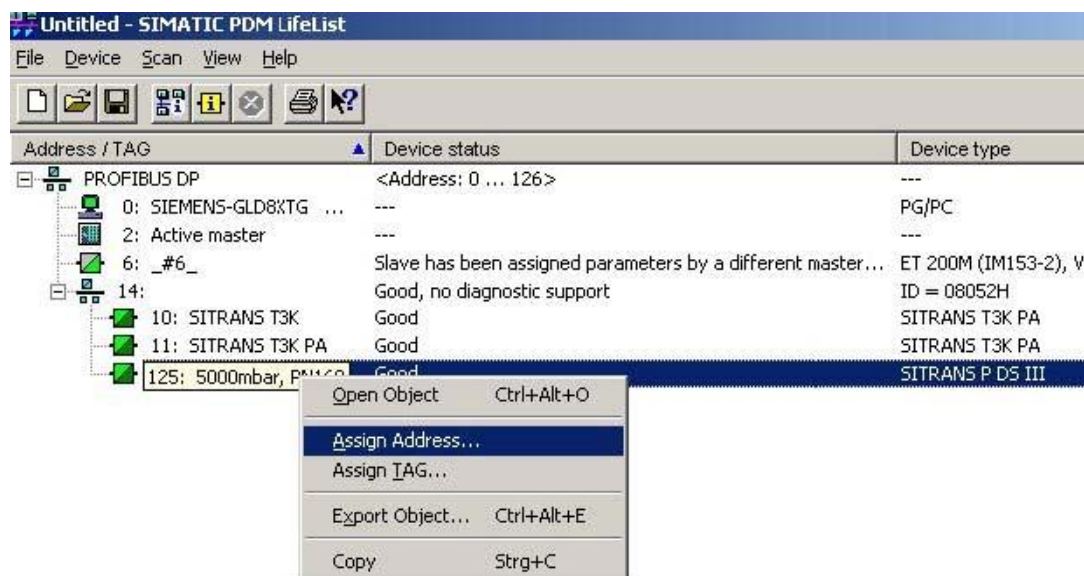 Untitled - SIMATIC PDM LifeList
File Device Scan View Help
Address / TAG Device status Device type
PROFIBUS DP <Address: 0 ... 126> ---
0: SIEMENS-GLD8XTG ... --- PG/PC
2: Active master --- ---
6: _#6_ Slave has been assigned parameters by a different master... ET 200M (IM153-2), V
14: Good, no diagnostic support ID = 08052H
10: SITRANS T3K Good SITRANS T3K PA
11: SITRANS T3K PA Good SITRANS T3K PA
125: 5000mbar, Good SITRANS P DS III
Open Object Ctrl+Alt+O
Assign Address...
Assign TAG...
Export Object... Ctrl+Alt+E
Copy Strg+C